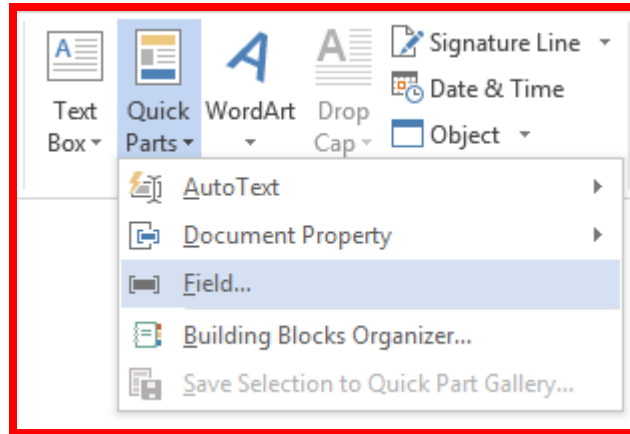 A
A
A
Signature Line
Date & Time
Text
Box
Quick
Parts
WordArt
Drop
Cap
Object
AutoText
Document Property
Field...
Building Blocks Organizer...
Save Selection to Quick Part Gallery...